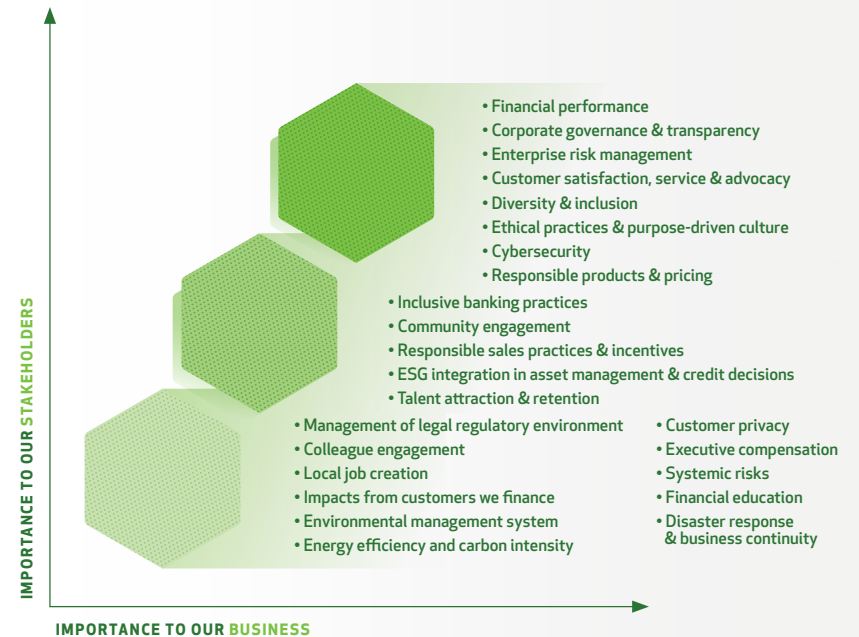 • Financial performance
• Corporate governance & transparency
• Enterprise risk management
• Customer satisfaction, service & advocacy
• Diversity & inclusion
• Ethical practices & purpose-driven culture
• Cybersecurity
• Responsible products & pricing
• Inclusive banking practices
• Community engagement
• Responsible sales practices & incentives
• ESG integration in asset management & credit decisions
• Talent attraction & retention
• Management of legal regulatory environment
• Colleague engagement
• Local job creation
• Impacts from customers we finance
• Environmental management system
• Energy efficiency and carbon intensity
• Customer privacy
• Executive compensation
• Systemic risks
• Financial education
• Disaster response
& business continuity
IMPORTANCE TO OUR STAKEHOLDERS
IMPORTANCE TO OUR BUSINESS